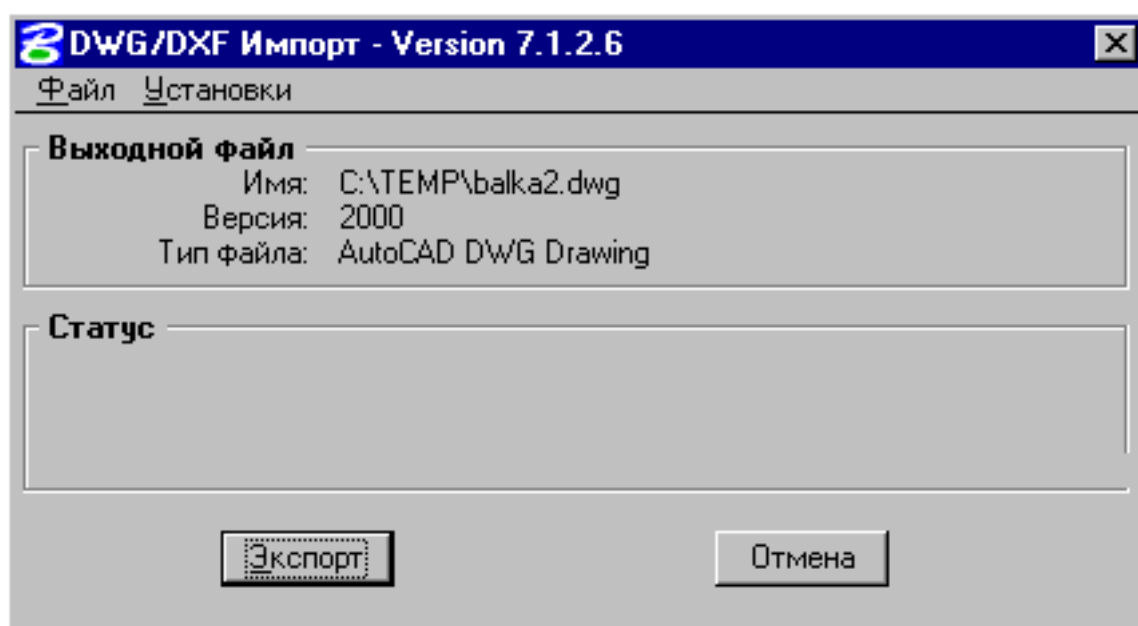 DWG/DXF Импорт - Version 7.1.2.6
Файл Установки
Выходной файл
Имя: C:\TEMP\balka2.dwg
Версия: 2000
Тип файла: AutoCAD DWG Drawing
Статус
Экспорт Отмена